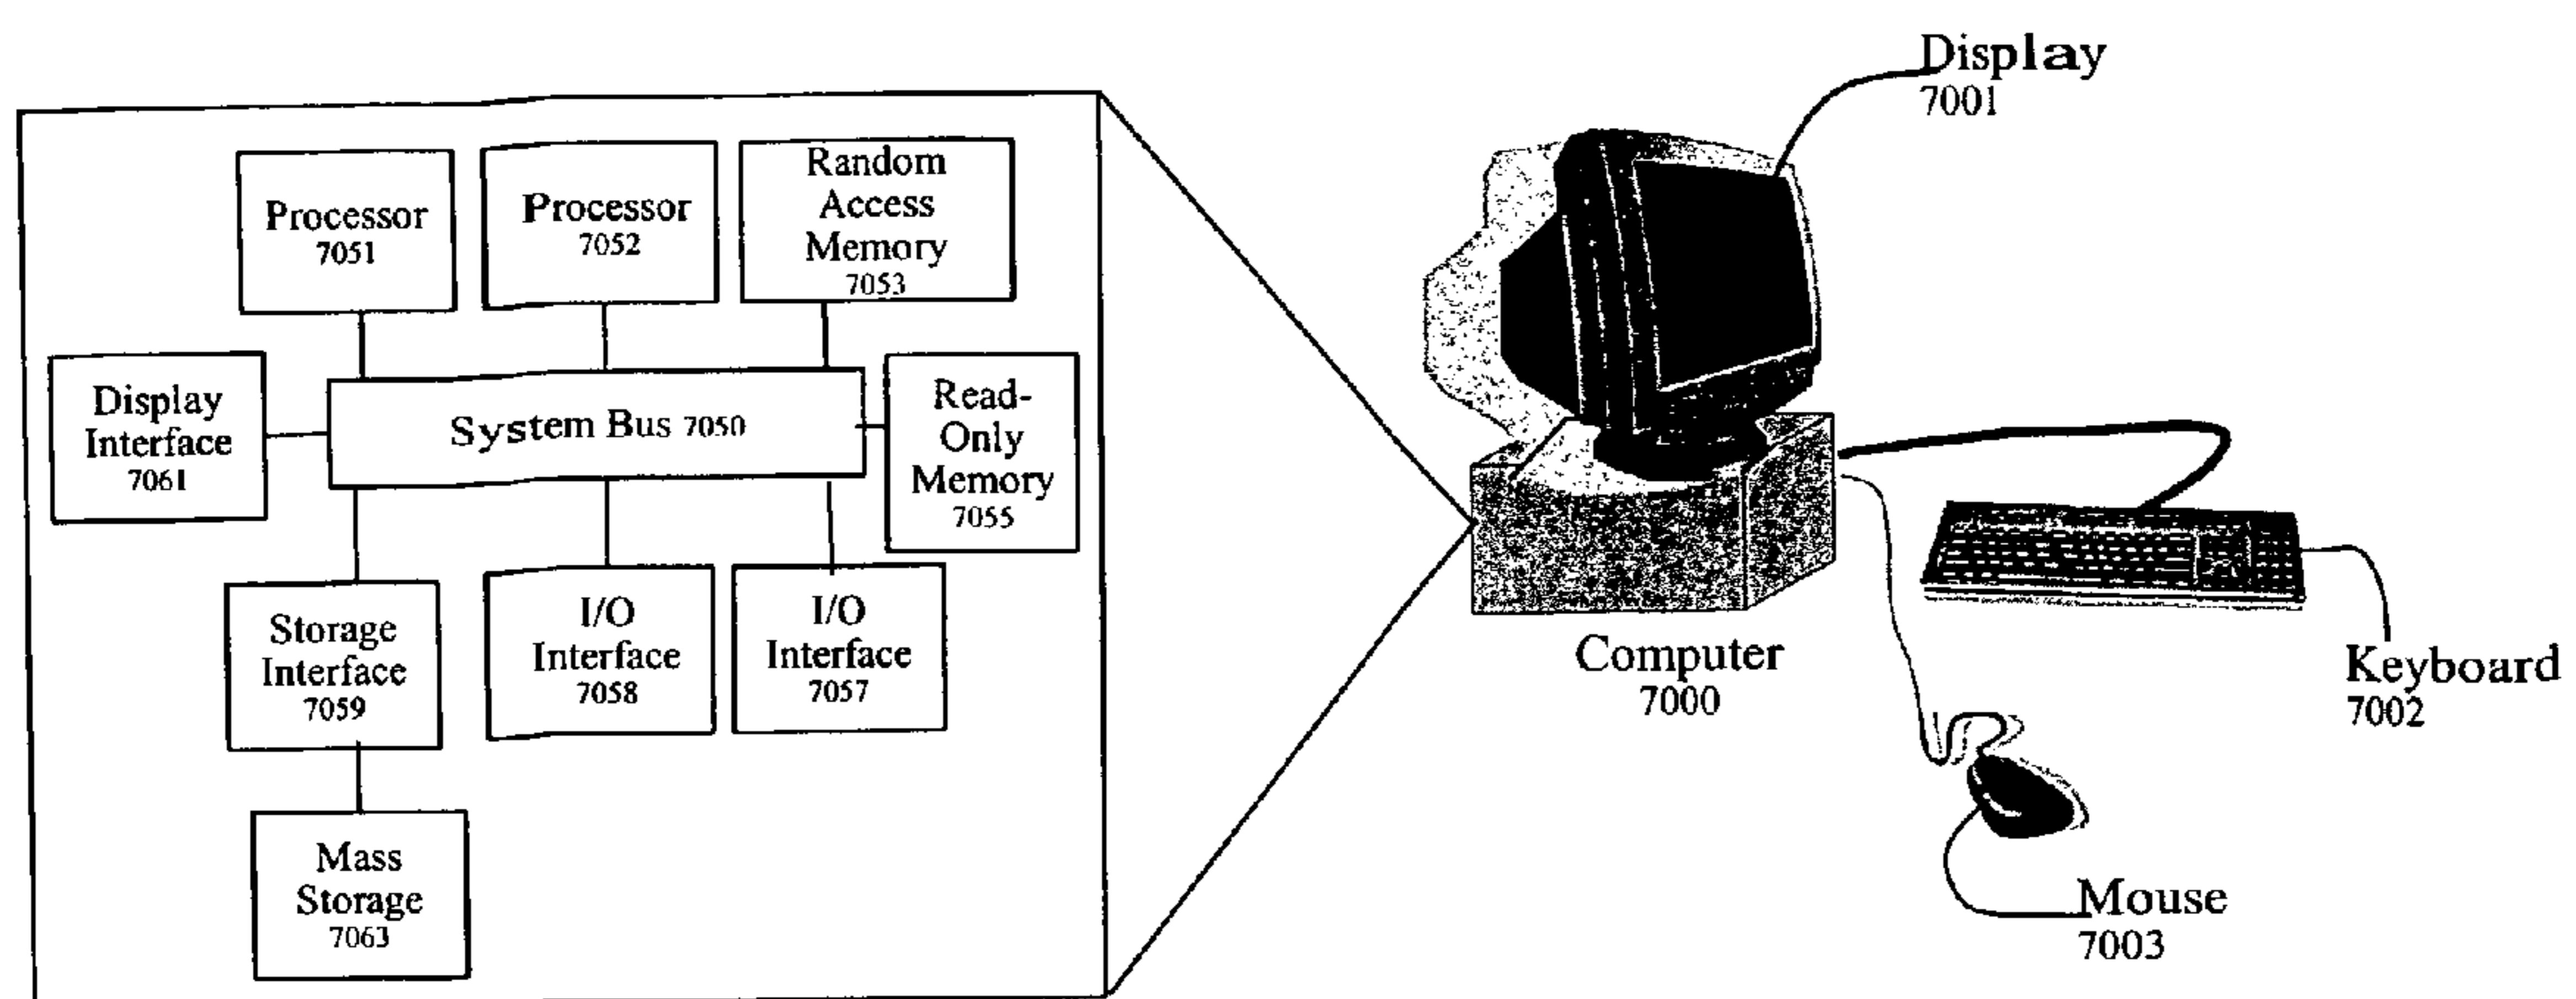 Display
7001
Processor
7051
Processor
7052
Random
Access
Memory
7053
Display
Interface
7061
System Bus 7050
Read-
Only
Memory
7055
Storage
Interface
7059
I/O
Interface
7058
I/O
Interface
7057
Mass
Storage
7063
Computer
7000
Keyboard
7002
Mouse
7003